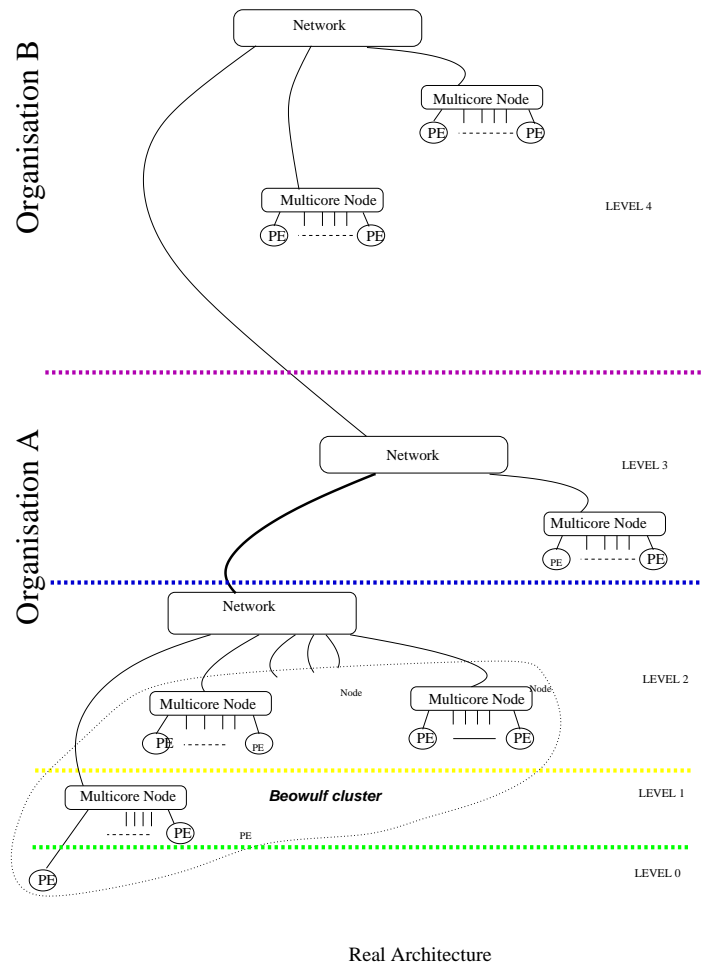 Organisation B
Network
Multicore Node
PE PE
Multicore Node
PE PE
LEVEL 4
Organisation A
Network
LEVEL 3
Multicore Node
PE PE
Network
LEVEL 2
Node
Node
Multicore Node
Multicore Node
PE PE
PE PE
LEVEL 1
Multicore Node
Beowulf cluster
PE
PE
LEVEL 0
PE
Real Architecture